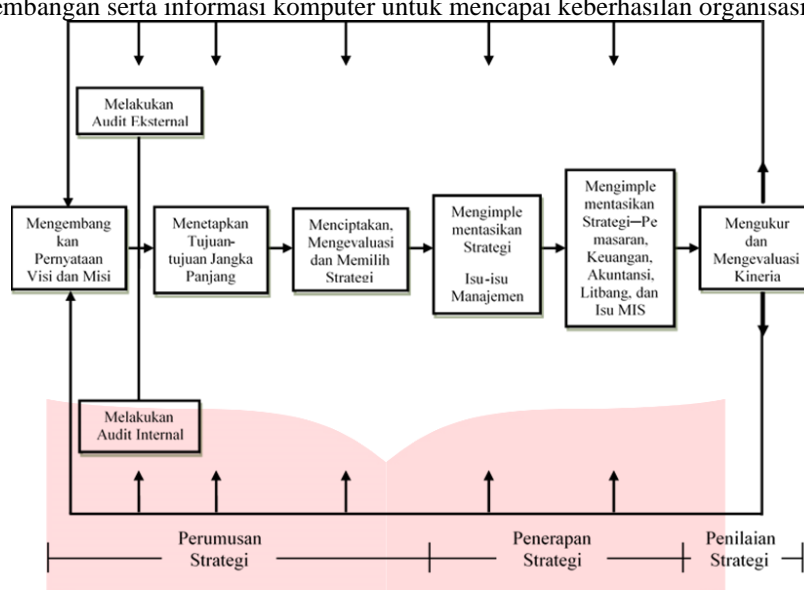 embangan serta informasi komputer untuk mencapai keberhasilan organisasi
Melakukan
Audit Eksternal
Mengembang
kan
Pernyataan
Visi dan Misi
Menetapkan
Tujuan-
tujuan Jangka
Panjang
Menciptakan,
Mengevaluasi
dan Memilih
Strategi
Mengimple
mentasikan
Strategi
Isu-isu
Manajemen
Mengimple
mentasikan
Strategi—Pe
masaran,
Keuangan,
Akuntansi,
Litbang, dan
Isu MIS
Mengukur
dan
Mengevaluasi
Kinerja
Melakukan
Audit Internal
Perumusan
Strategi
Penerapan
Strategi
Penilaian
Strategi